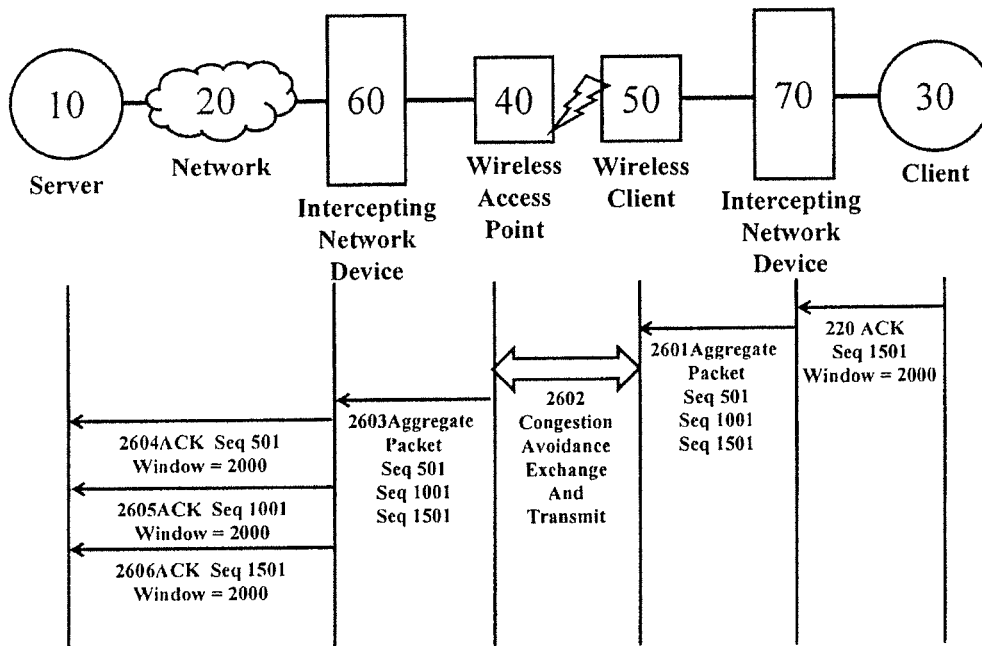 10
20
60
40
50
70
30
Server
Network
Intercepting
Network
Device
Wireless
Access
Point
Wireless
Client
Intercepting
Network
Device
Client
220 ACK
Seq 1501
Window = 2000
2601Aggregate
Packet
Seq 501
Seq 1001
Seq 1501
2602
Congestion
Avoidance
Exchange
And
Transmit
2603Aggregate
Packet
Seq 501
Seq 1001
Seq 1501
2604ACK Seq 501
Window = 2000
2605ACK Seq 1001
Window = 2000
2606ACK Seq 1501
Window = 2000